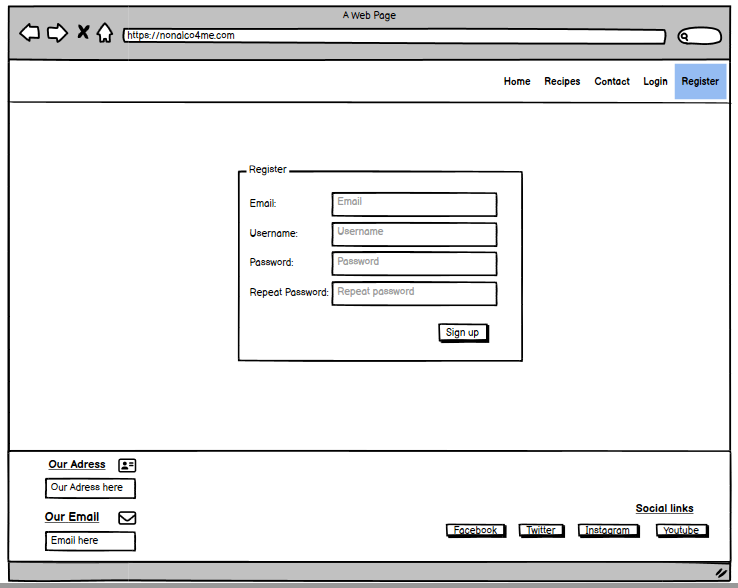 A Web Page
https://nonalco4me.com
Home Recipes Contact Login Register
Register
Email: Email
Username: Username
Password: Password
Repeat Password: Repeat password
Sign up
Our Adress
Our Adress here
Our Email
Email here
Social links
Facebook Twitter Instagram Youtube